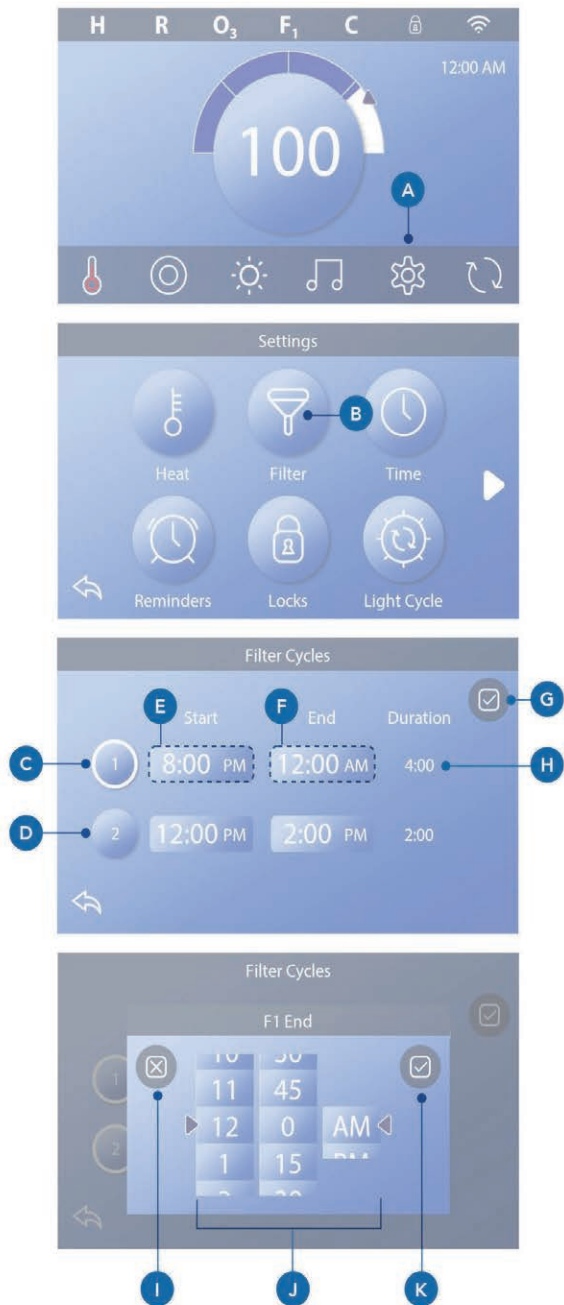 H R O₃ F₁ C
12:00 AM
100
A
Settings
B
Heat Filter Time
Reminders Locks Light Cycle
Filter Cycles
E F G
Start End Duration
C 1 8:00 PM 12:00 AM 4:00 H
D 2 12:00 PM 2:00 PM 2:00
Filter Cycles
F1 End
11 45
1 12 0 AM
1 15
2
I J K